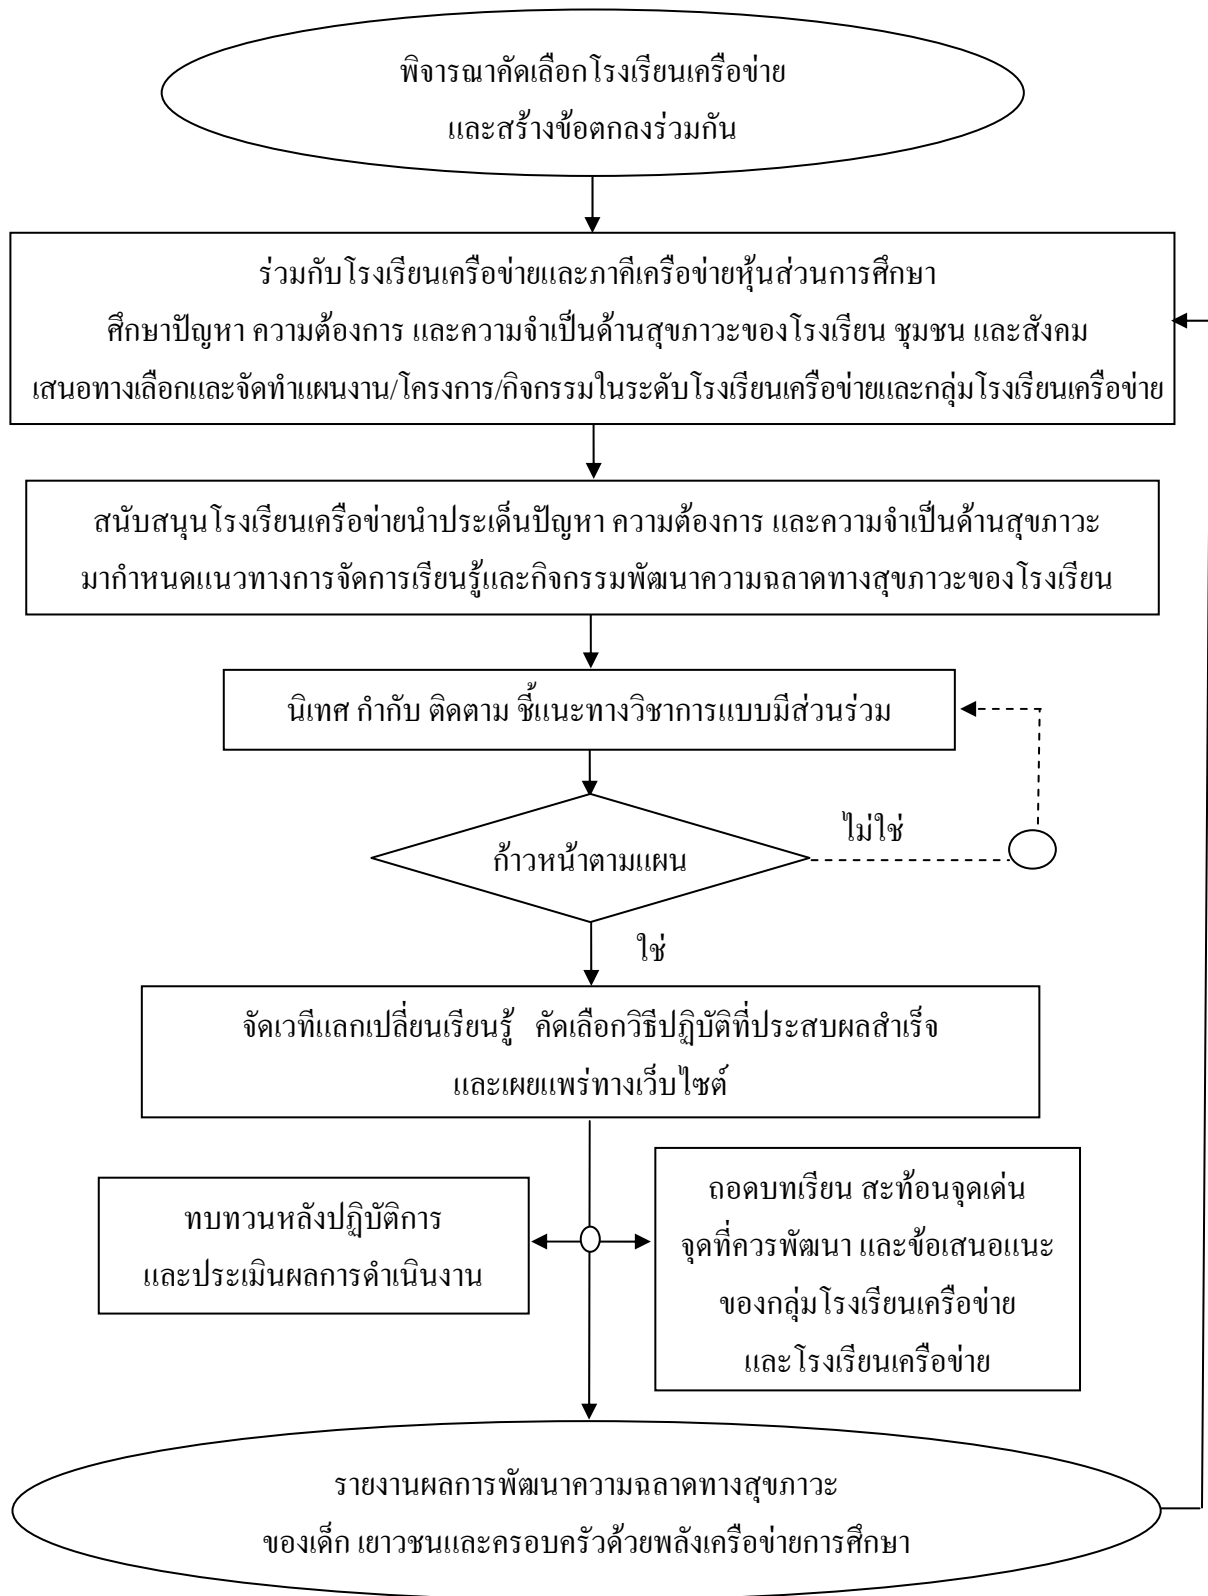 พิจารณาคัดเลือกโรงเรียนเครือข่าย
และสร้างข้อตกลงร่วมกัน
ร่วมกับโรงเรียนเครือข่ายและภาคีเครือข่ายหุ้นส่วนการศึกษา
ศึกษาปัญหา ความต้องการ และความจำเป็นด้านสุขภาวะของโรงเรียน ชุมชน และสังคม
เสนอทางเลือกและจัดทำแผนงาน/โครงการ/กิจกรรมในระดับโรงเรียนเครือข่ายและกลุ่มโรงเรียนเครือข่าย
สนับสนุนโรงเรียนเครือข่ายนำประเด็นปัญหา ความต้องการ และความจำเป็นด้านสุขภาวะ
มากำหนดแนวทางการจัดการเรียนรู้และกิจกรรมพัฒนาความฉลาดทางสุขภาวะของโรงเรียน
นิเทศ กำกับ ติดตาม ชี้แนะทางวิชาการแบบมีส่วนร่วม
ไม่ใช่
ก้าวหน้าตามแผน
ใช่
จัดเวทีแลกเปลี่ยนเรียนรู้ คัดเลือกวิธีปฏิบัติที่ประสบผลสำเร็จ
และเผยแพร่ทางเว็บไซต์
ทบทวนหลังปฏิบัติการ
และประเมินผลการดำเนินงาน
ถอดบทเรียน สะท้อนจุดเด่น
จุดที่ควรพัฒนา และข้อเสนอแนะ
ของกลุ่มโรงเรียนเครือข่าย
และโรงเรียนเครือข่าย
รายงานผลการพัฒนาความฉลาดทางสุขภาวะ
ของเด็ก เยาวชนและครอบครัวด้วยพลังเครือข่ายการศึกษา